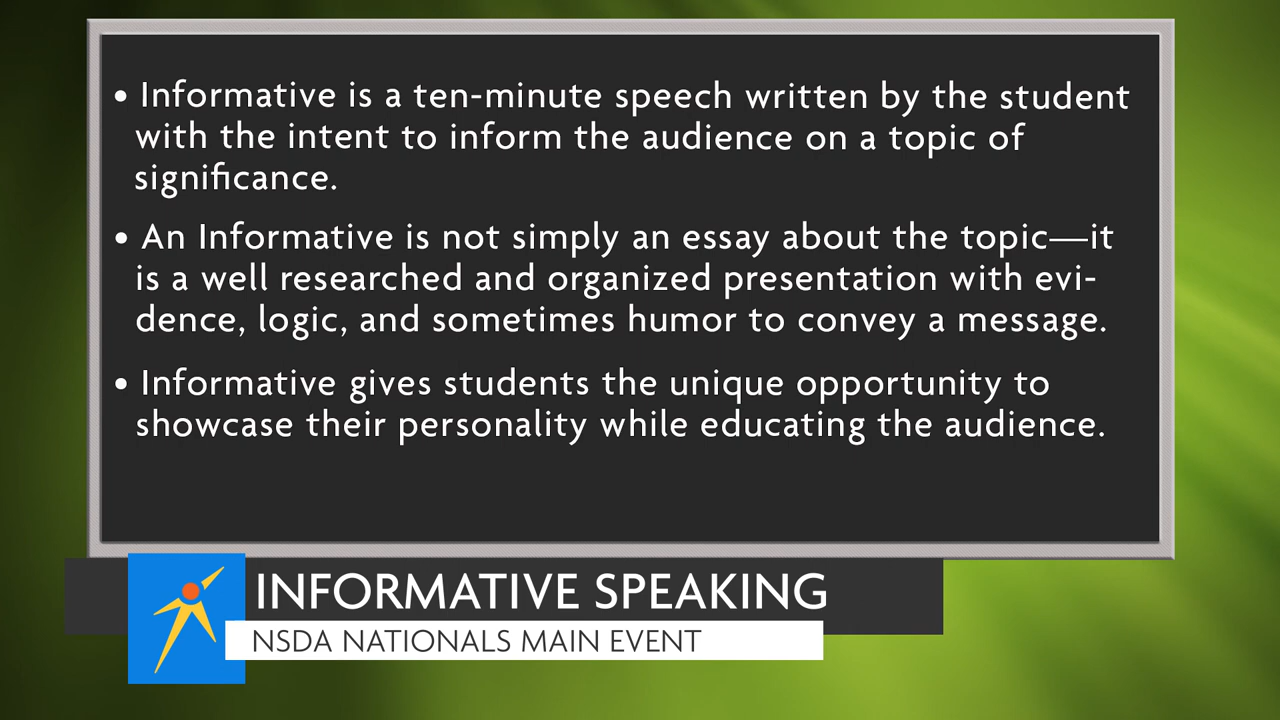 • Informative is a ten-minute speech written by the student
with the intent to inform the audience on a topic of
significance.
• An Informative is not simply an essay about the topic—it
is a well researched and organized presentation with evi-
dence, logic, and sometimes humor to convey a message.
• Informative gives students the unique opportunity to
showcase their personality while educating the audience.
INFORMATIVE SPEAKING
NSDA NATIONALS MAIN EVENT